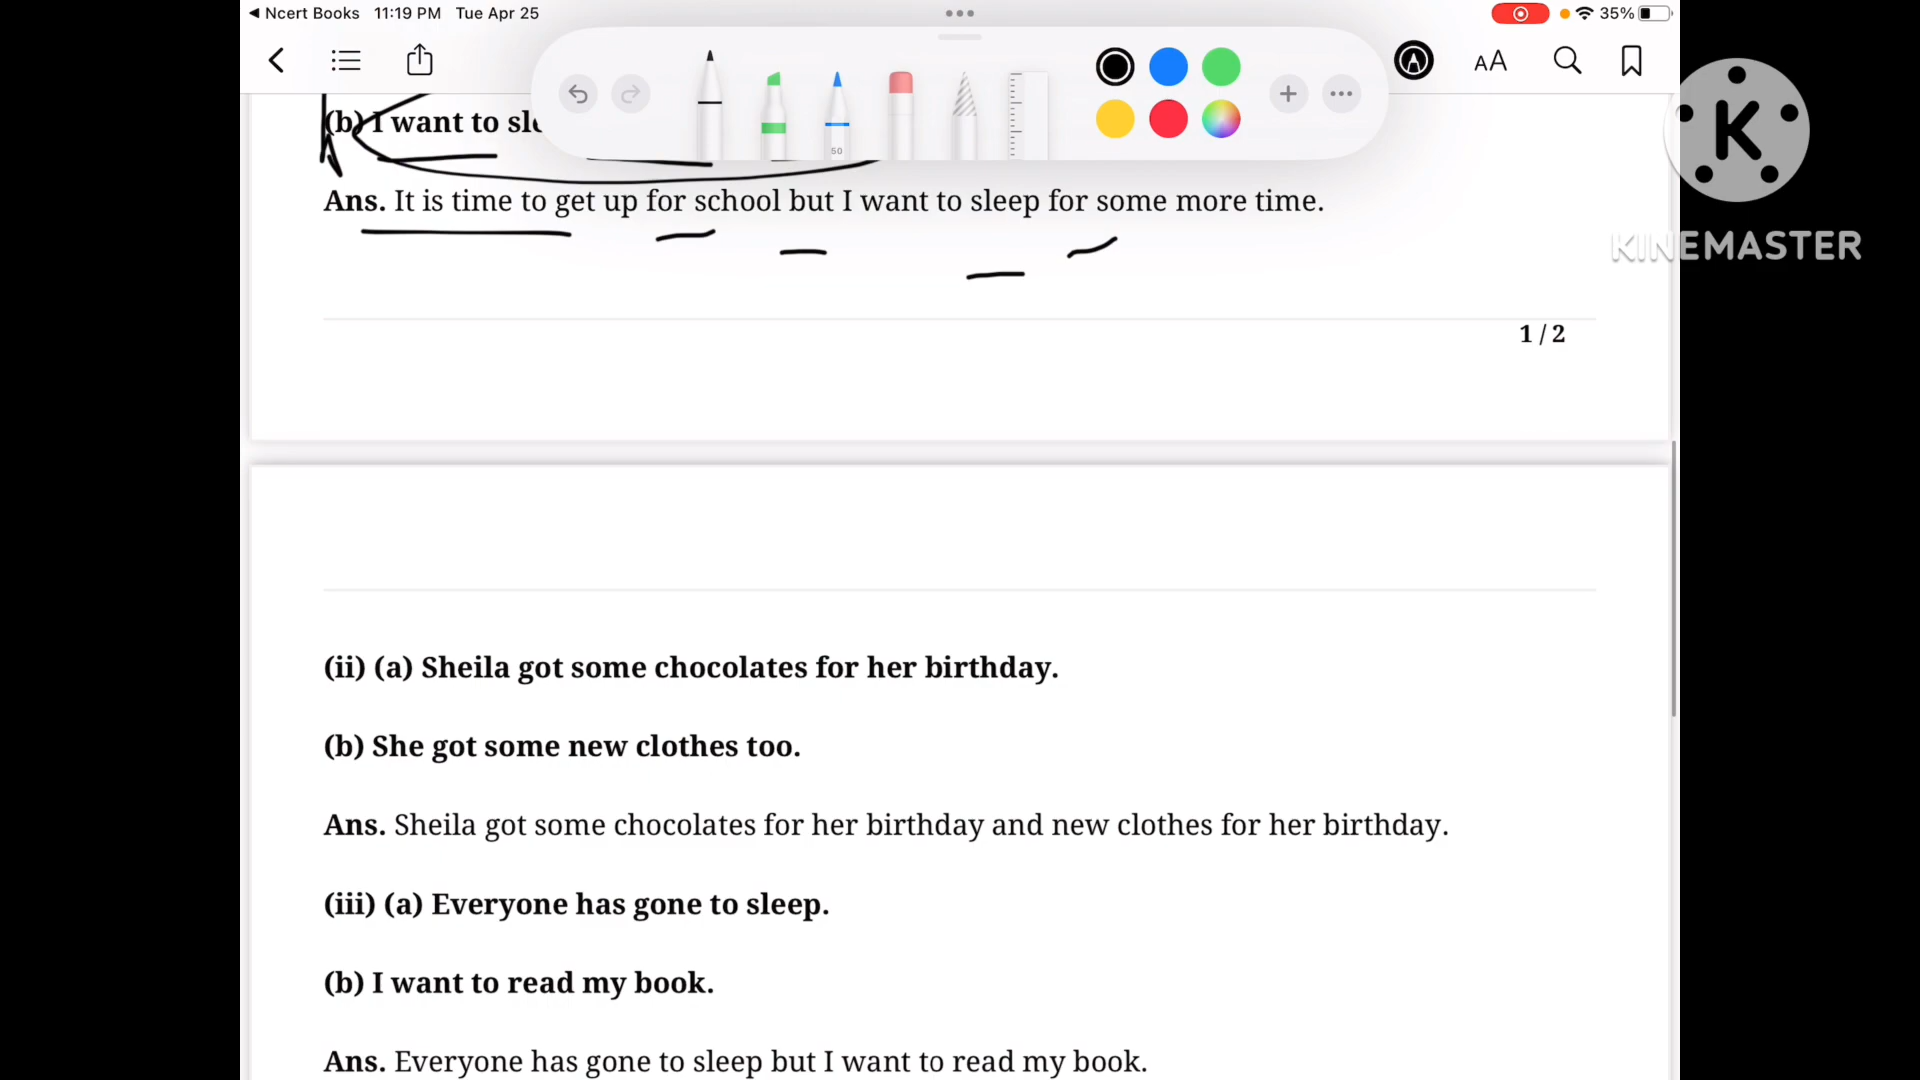 ◀ Ncert Books 11:19 PM Tue Apr 25
35%
AA
50
(b) I want to
Ans. It is time to get up for school but I want to sleep for some more time.
KINEMASTER
1 / 2
(ii) (a) Sheila got some chocolates for her birthday.
(b) She got some new clothes too.
Ans. Sheila got some chocolates for her birthday and new clothes for her birthday.
(iii) (a) Everyone has gone to sleep.
(b) I want to read my book.
Ans. Everyone has gone to sleep but I want to read my book.